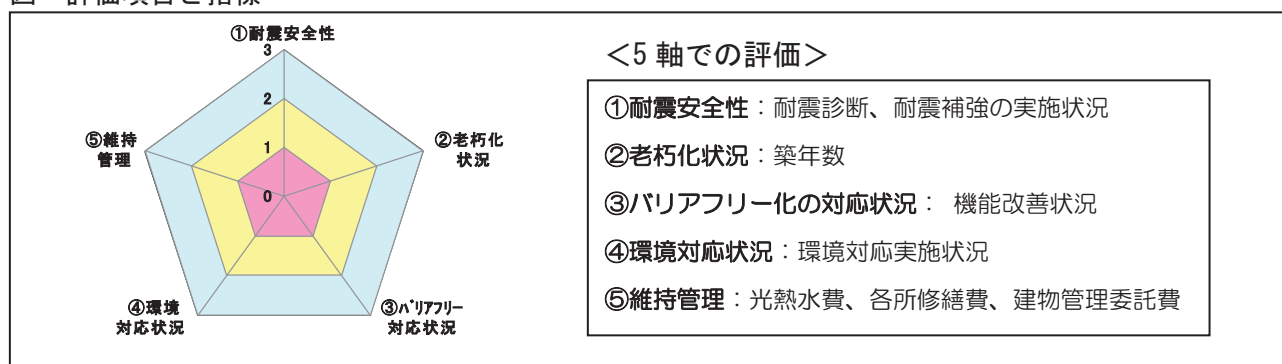 ①耐震安全性
3
2
1
0
②老朽化
状況
③ﾊﾞﾘｱﾌﾘｰ
対応状況
④環境
対応状況
⑤維持
管理
＜5 軸での評価＞
①耐震安全性：耐震診断、耐震補強の実施状況
②老朽化状況：築年数
③バリアフリー化の対応状況： 機能改善状況
④環境対応状況：環境対応実施状況
⑤維持管理：光熱水費、各所修繕費、建物管理委託費